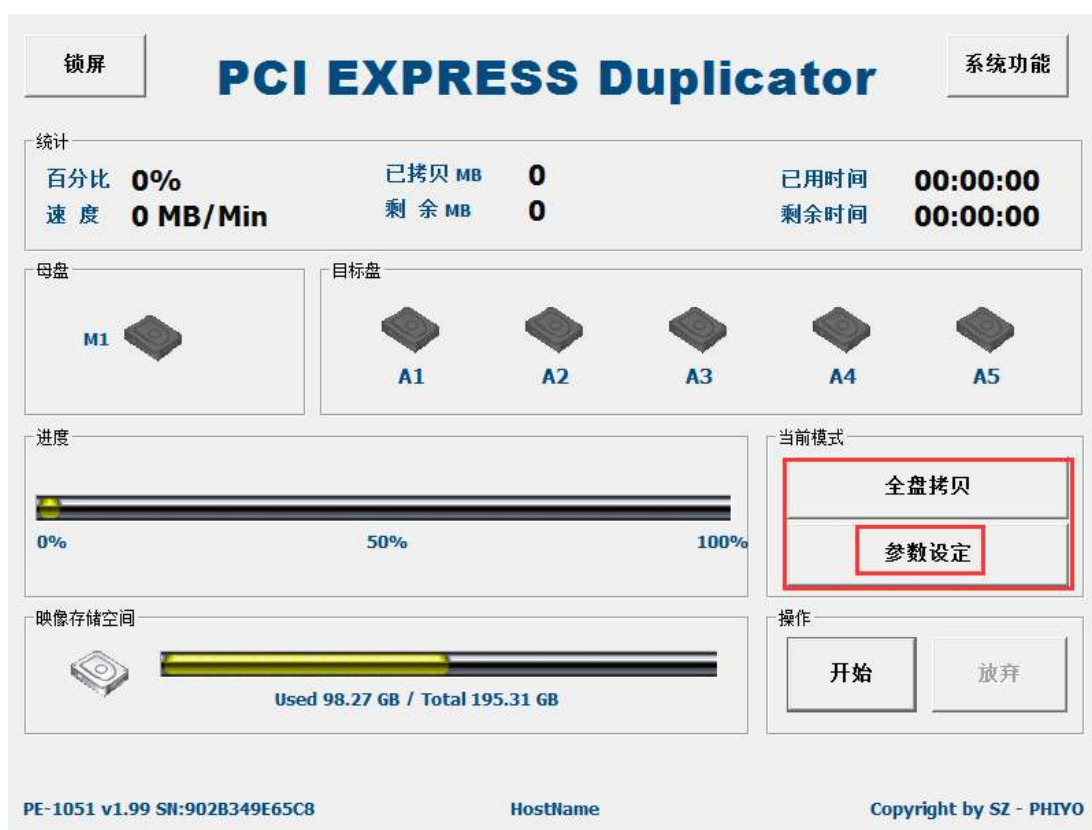 锁屏
PCI EXPRESS Duplicator
系统功能
统计
百分比 0% 已拷贝 MB 0 已用时间 00:00:00
速 度 0 MB/Min 剩 余 MB 0 剩余时间 00:00:00
母盘
目标盘
M1
A1 A2 A3 A4 A5
进度
当前模式
全盘拷贝
0% 50% 100%
参数设定
映像存储空间
操作
开始 放弃
Used 98.27 GB / Total 195.31 GB
PE-1051 v1.99 SN:902B349E65C8 HostName Copyright by SZ - PHIYO